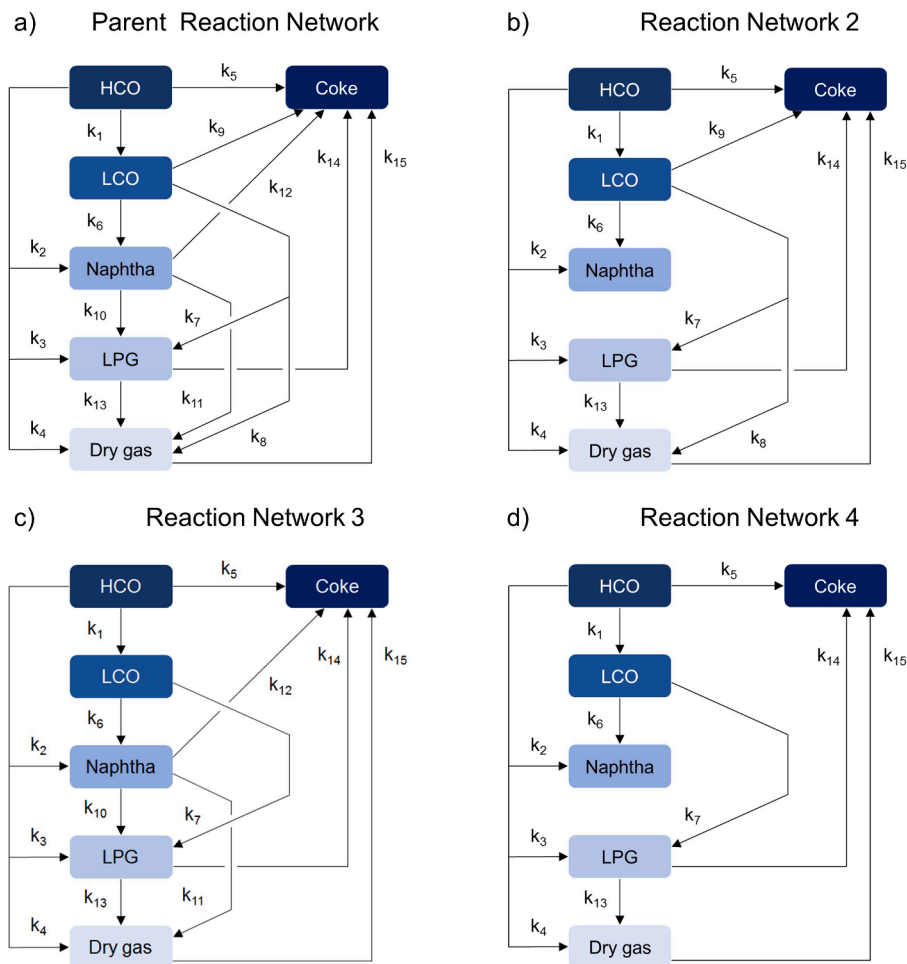 a) Parent Reaction Network
HCO
k5
Coke
k1
k9
k14
k15
LCO
k12
k6
k2
Naphtha
k10
k7
k3
LPG
k13
k11
k4
k8
Dry gas
b) Reaction Network 2
HCO
k5
Coke
k1
k9
k14
k15
LCO
k6
k2
Naphtha
k7
k3
LPG
k13
k4
k8
Dry gas
c) Reaction Network 3
HCO
k5
Coke
k1
k14
k15
LCO
k12
k6
k2
Naphtha
k10
k7
k3
LPG
k13
k11
k4
Dry gas
d) Reaction Network 4
HCO
k5
Coke
k1
k14
k15
LCO
k6
k2
Naphtha
k7
k3
LPG
k13
k4
Dry gas